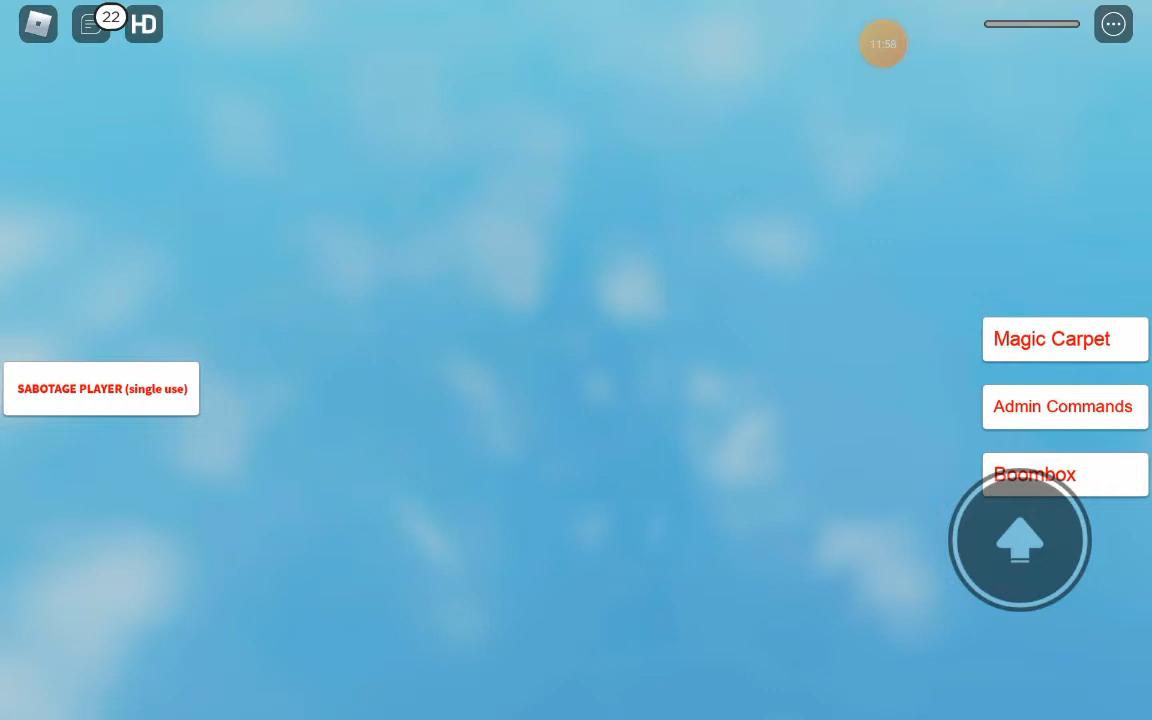 22
HD
11:58
Magic Carpet
SABOTAGE PLAYER (single use)
Admin Commands
Boombox